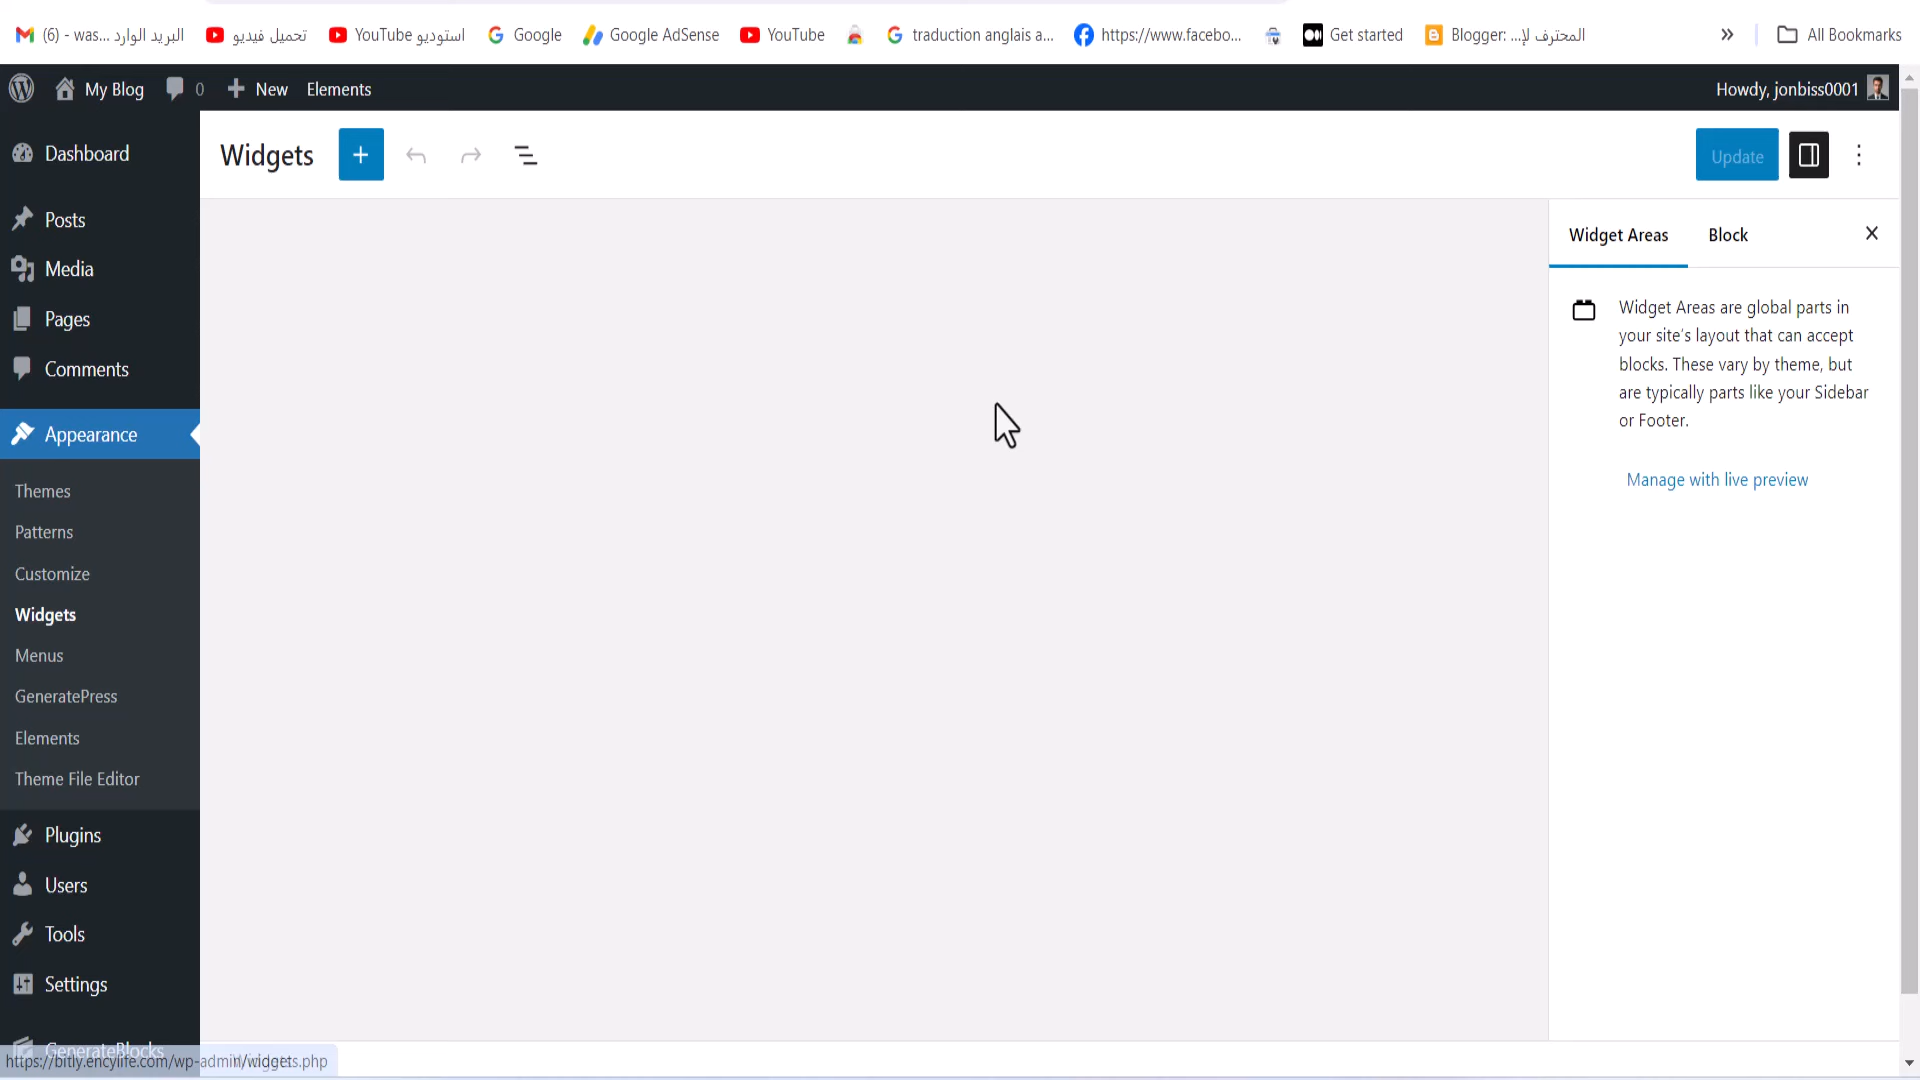 (6) - was... البريد الوارد
تحميل فيديو
استوديو YouTube
Google
Google AdSense
YouTube
traduction anglais a...
https://www.facebo...
Get started
Blogger: ...المحترف لإ
»
All Bookmarks
My Blog
0
New
Elements
Howdy, jonbiss0001
Dashboard
Posts
Media
Pages
Comments
Appearance
Themes
Patterns
Customize
Widgets
Menus
GeneratePress
Elements
Theme File Editor
Plugins
Users
Tools
Settings
GenerateBlocks
https://bitly.encylife.com/wp-admin/widgets.php
Widgets
Update
Widget Areas
Block
Widget Areas are global parts in
your site's layout that can accept
blocks. These vary by theme, but
are typically parts like your Sidebar
or Footer.
Manage with live preview